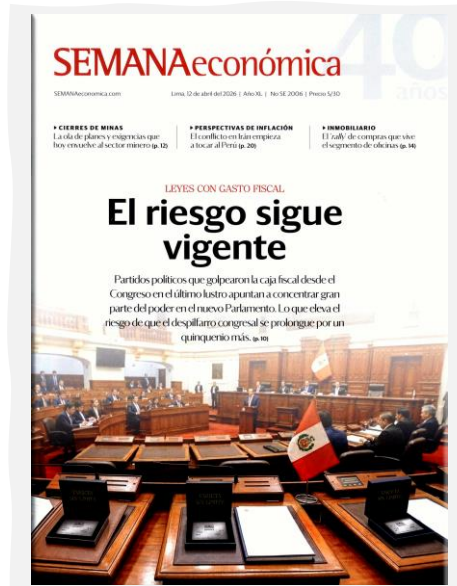 40
años
SEMANAeconómica
SEMANAeconomica.com
Lima, 12 de abril del 2026 | Año XL | No SE 2006 | Precio S/30
▸ CIERRES DE MINAS
La ola de planes y exigencias que
hoy envuelve al sector minero (p. 12)
▸ PERSPECTIVAS DE INFLACIÓN
El conflicto en Irán empieza
a tocar al Perú (p. 20)
▸ INMOBILIARIO
El 'rally' de compras que vive
el segmento de oficinas (p. 14)
LEYES CON GASTO FISCAL
El riesgo sigue
vigente
Partidos políticos que golpearon la caja fiscal desde el
Congreso en el último lustro apuntan a concentrar gran
parte del poder en el nuevo Parlamento. Lo que eleva el
riesgo de que el despilfarro congresal se prolongue por un
quinquenio más. (p. 10)